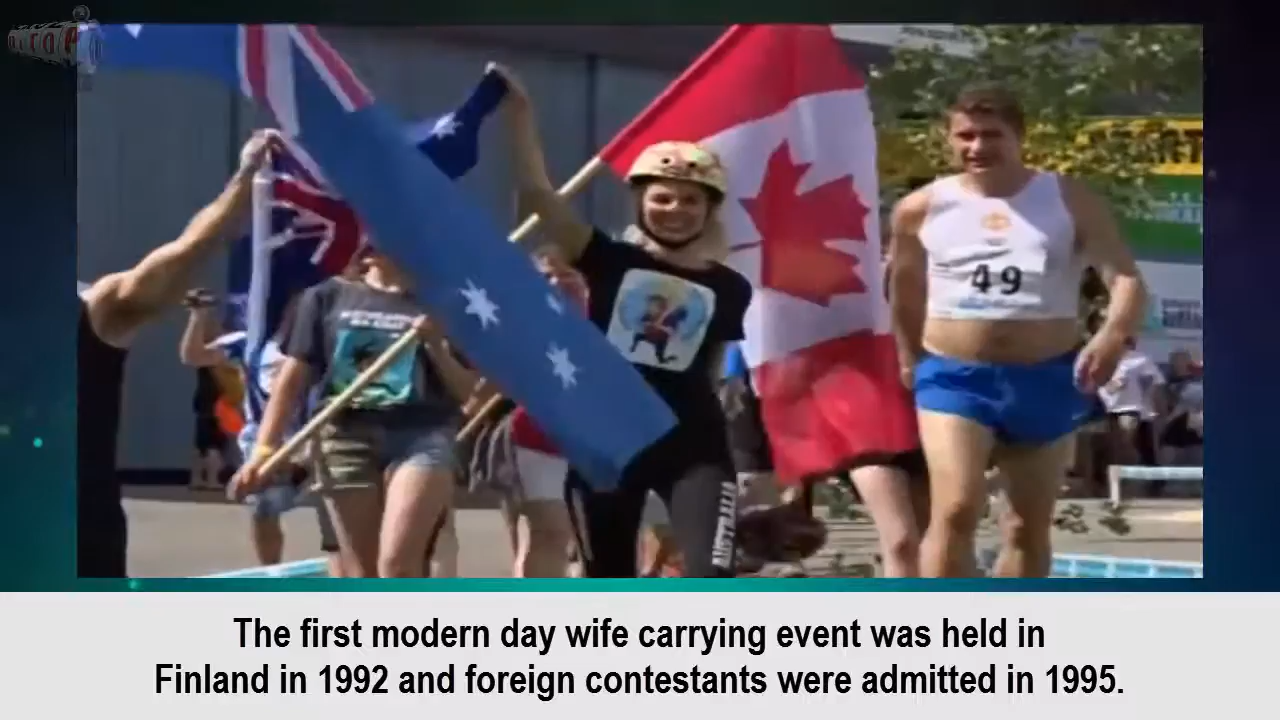 49
AUSTRALIA
The first modern day wife carrying event was held in
Finland in 1992 and foreign contestants were admitted in 1995.